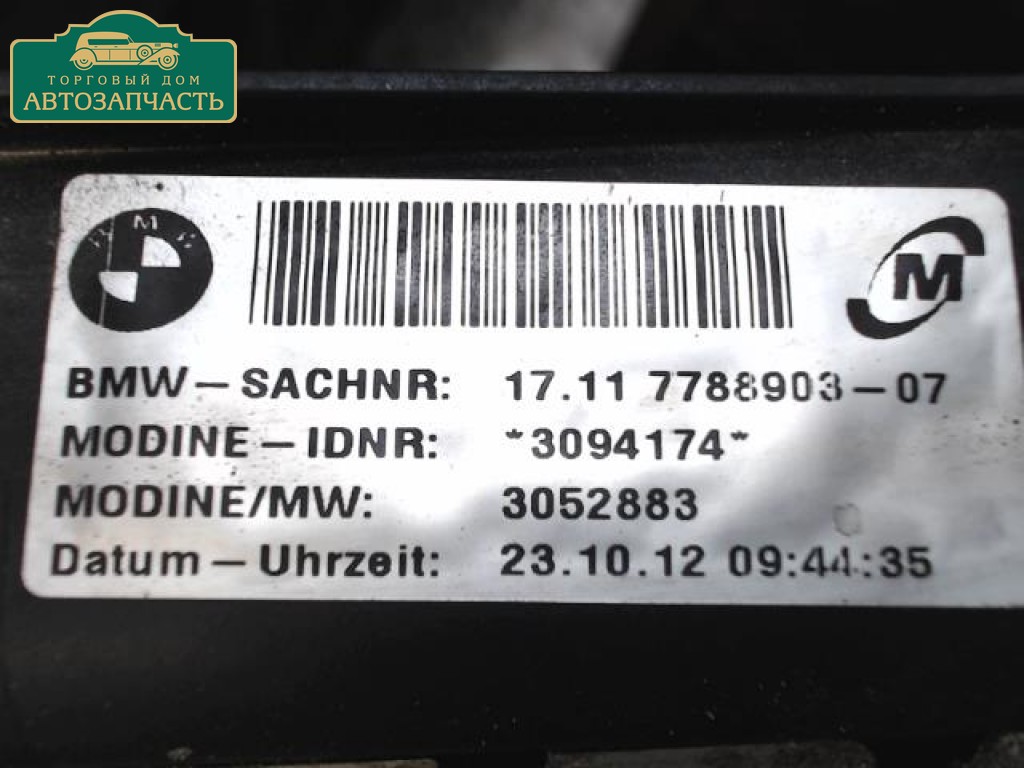 ТОРГОВЫЙ ДОМ
АВТОЗАПЧАСТЬ
BMW
M
BMW-SACHNR: 17.11 7788903-07
MODINE-IDNR: *3094174*
MODINE/MW: 3052883
Datum-Uhrzeit: 23.10.12 09:44:35